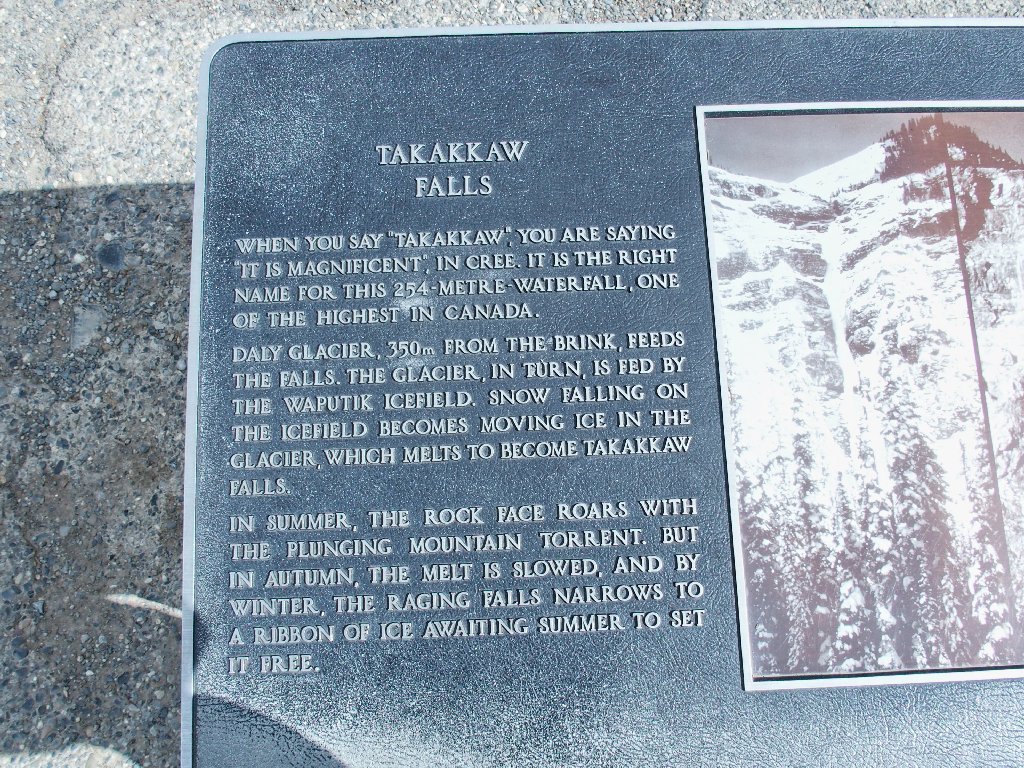 TAKAKKAW
FALLS
WHEN YOU SAY "TAKAKKAW", YOU ARE SAYING
"IT IS MAGNIFICENT", IN CREE. IT IS THE RIGHT
NAME FOR THIS 254-METRE-WATERFALL, ONE
OF THE HIGHEST IN CANADA.
DALY GLACIER, 350m FROM THE BRINK, FEEDS
THE FALLS. THE GLACIER, IN TURN, IS FED BY
THE WAPUTIK ICEFIELD. SNOW FALLING ON
THE ICEFIELD BECOMES MOVING ICE IN THE
GLACIER, WHICH MELTS TO BECOME TAKAKKAW
FALLS.
IN SUMMER, THE ROCK FACE ROARS WITH
THE PLUNGING MOUNTAIN TORRENT. BUT
IN AUTUMN, THE MELT IS SLOWED, AND BY
WINTER, THE RAGING FALLS NARROWS TO
A RIBBON OF ICE AWAITING SUMMER TO SET
IT FREE.